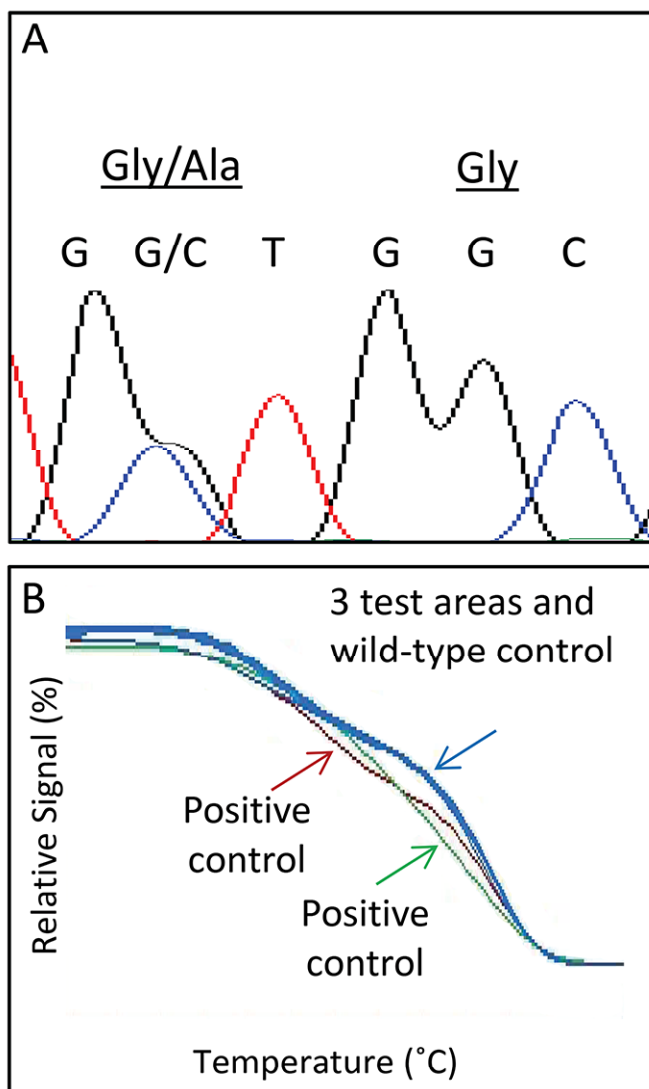 A
Gly/Ala Gly
G G/C T G G C
B
3 test areas and
wild-type control
Positive
control
Positive
control
Relative Signal (%)
Temperature (˚C)